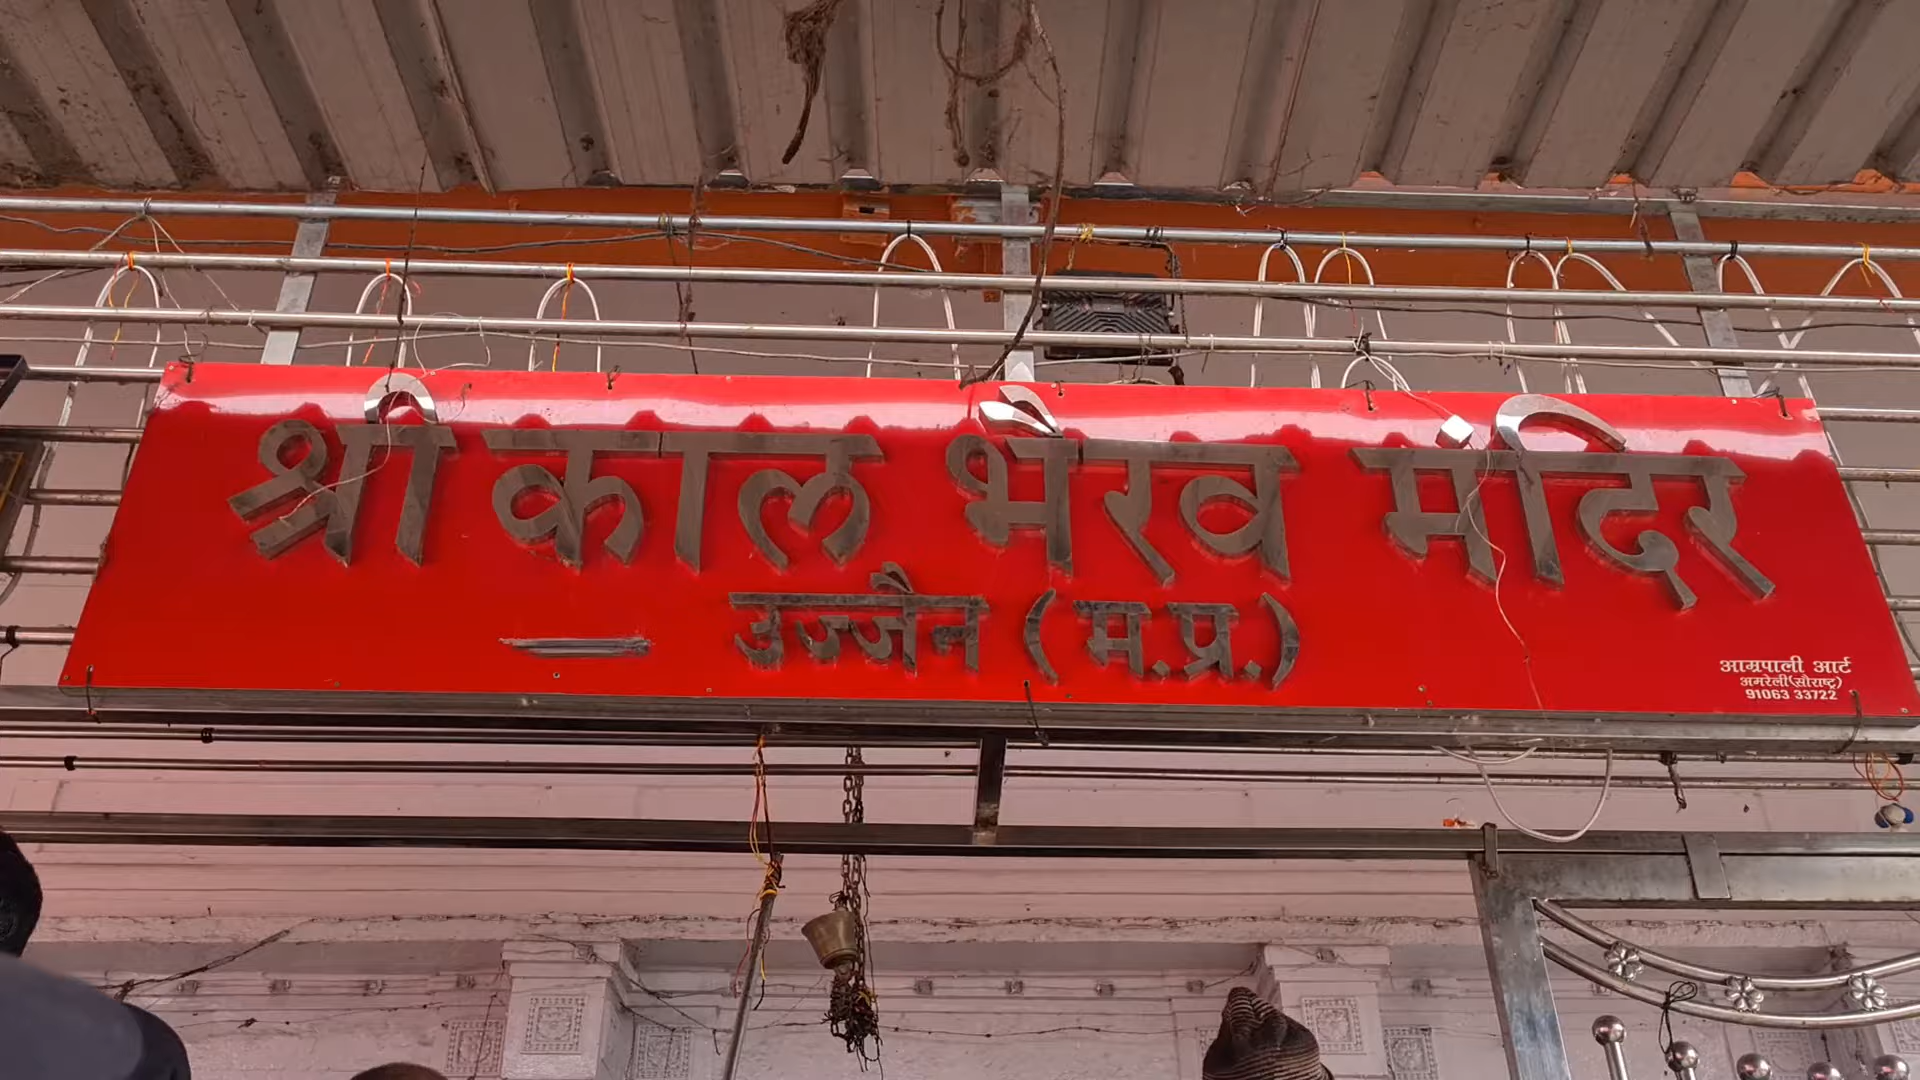 श्री काल भैरव मंदिर
उज्जैन ( म.प्र. )
आम्रपाली आर्ट
अमरेली(सौराष्ट्र)
91063 33722